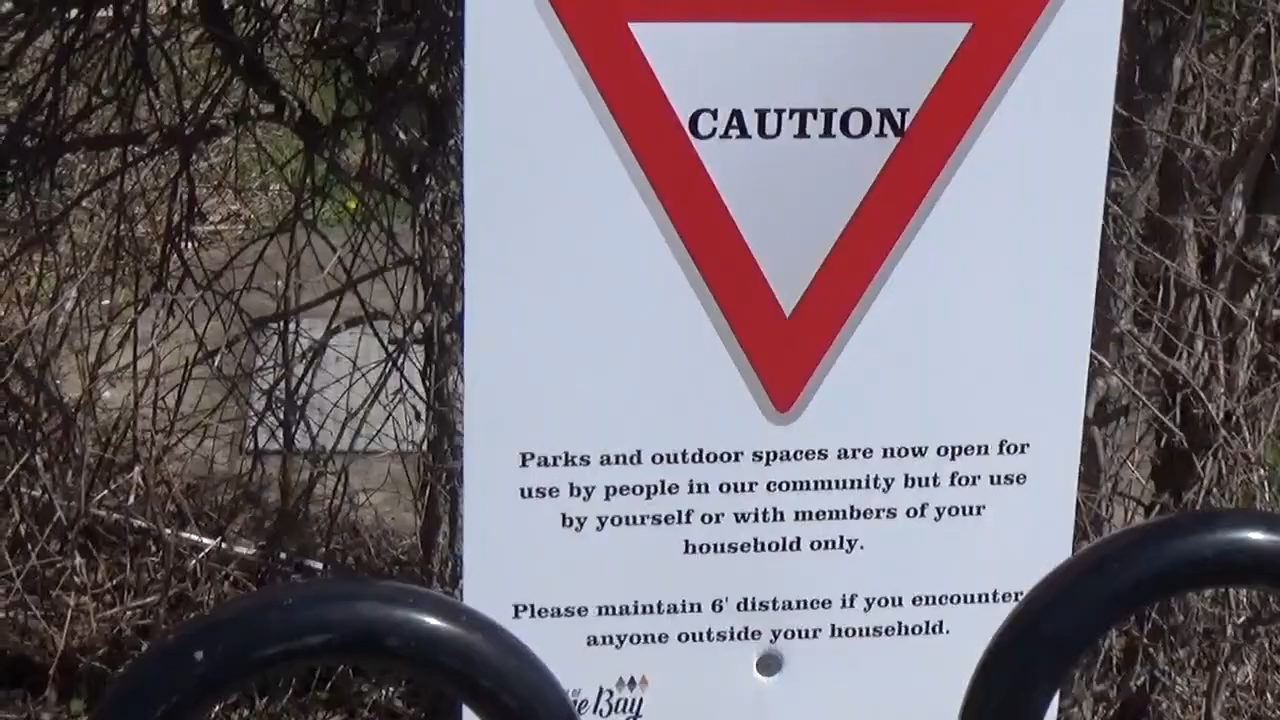 CAUTION
Parks and outdoor spaces are now open for
use by people in our community but for use
by yourself or with members of your
household only.
Please maintain 6' distance if you encounter
anyone outside your household.
Bay